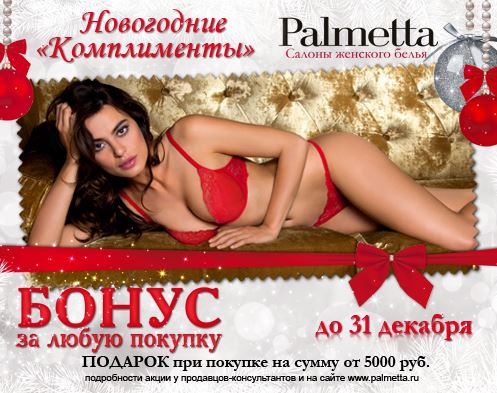 Новогодние
«Комплименты»
Palmetta
Салоны женского белья
БОНУС
за любую покупку
до 31 декабря
ПОДАРОК при покупке на сумму от 5000 руб.
подробности акции у продавцов-консультантов и на сайте www.palmetta.ru